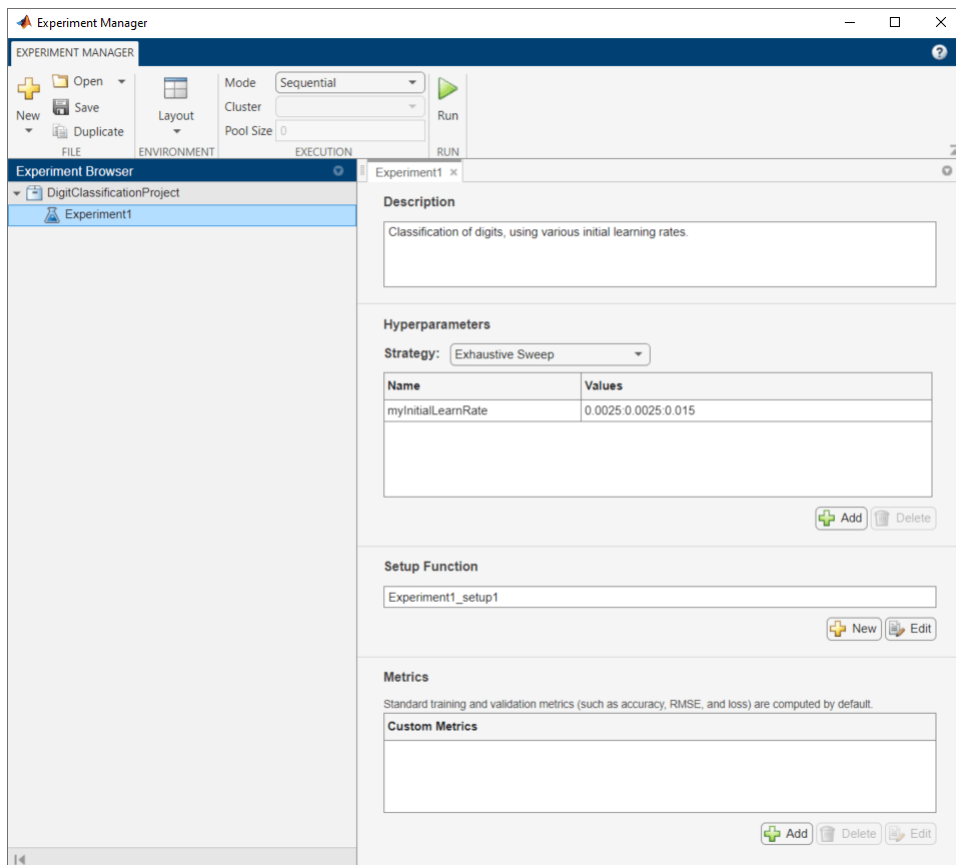 Experiment Manager
EXPERIMENT MANAGER
?
New
Open
Save
Duplicate
FILE
Layout
ENVIRONMENT
Mode Sequential
Cluster
Pool Size 0
EXECUTION
Run
RUN
Experiment Browser
DigitClassificationProject
Experiment1
Experiment1
Description
Classification of digits, using various initial learning rates.
Hyperparameters
Strategy: Exhaustive Sweep
Name Values
myInitialLearnRate 0.0025:0.0025:0.015
Add Delete
Setup Function
Experiment1_setup1
New Edit
Metrics
Standard training and validation metrics (such as accuracy, RMSE, and loss) are computed by default.
Custom Metrics
Add Delete Edit